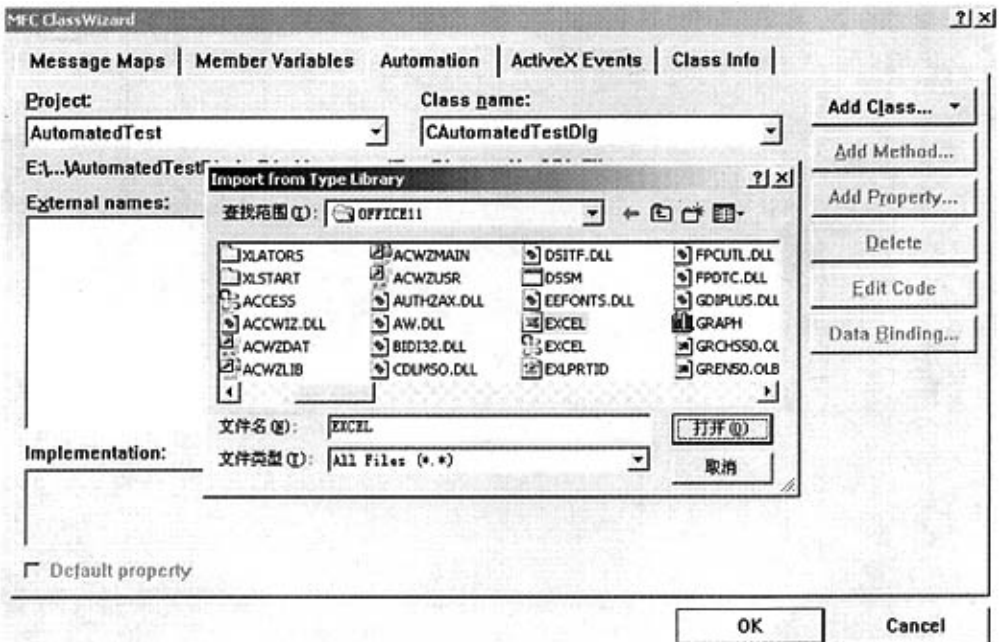 MFC ClassWizard
Message Maps
Member Variables
Automation
ActiveX Events
Class Info
Project:
Class name:
AutomatedTest
CAutomatedTestDlg
E:\...\AutomatedTest
External names:
Add Class...
Add Method...
Add Property...
Delete
Edit Code
Data Binding...
Import from Type Library
查找范围(I):
OFFICE11
XLATORS
XLSTART
ACCESS
ACCWIZ.DLL
ACWZDAT
ACWZLIB
ACWZMAIN
ACWZUSR
AUTHZAX.DLL
AW.DLL
BIDI32.DLL
CDLMSO.DLL
DSITF.DLL
DSSM
EEFONTS.DLL
EXCEL
EXCEL
EXLPRTID
FPCUTL.DLL
FPDTC.DLL
GDIPLUS.DLL
GRAPH
GRCHS50.OL
GREN50.OLB
文件名(N):
EXCEL
打开(O)
文件类型(T):
All Files (*.*)
取消
Implementation:
Default property
OK
Cancel